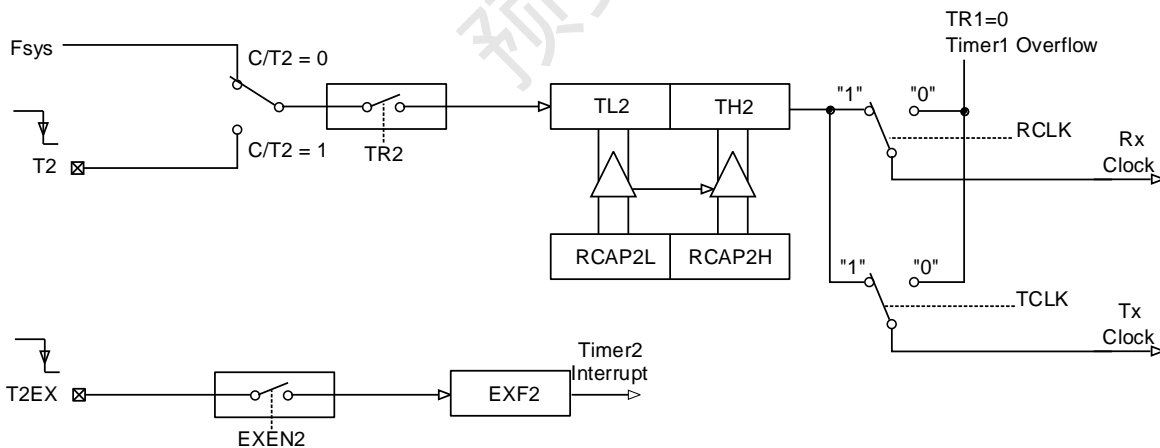 TR1=0
Timer1 Overflow
Fsys
C/T2 = 0
TL2
TH2
"1"
"0"
RCLK
Rx
Clock
T2
C/T2 = 1
TR2
RCAP2L
RCAP2H
"1"
"0"
TCLK
Tx
Clock
T2EX
EXF2
Timer2
Interrupt
EXEN2
预